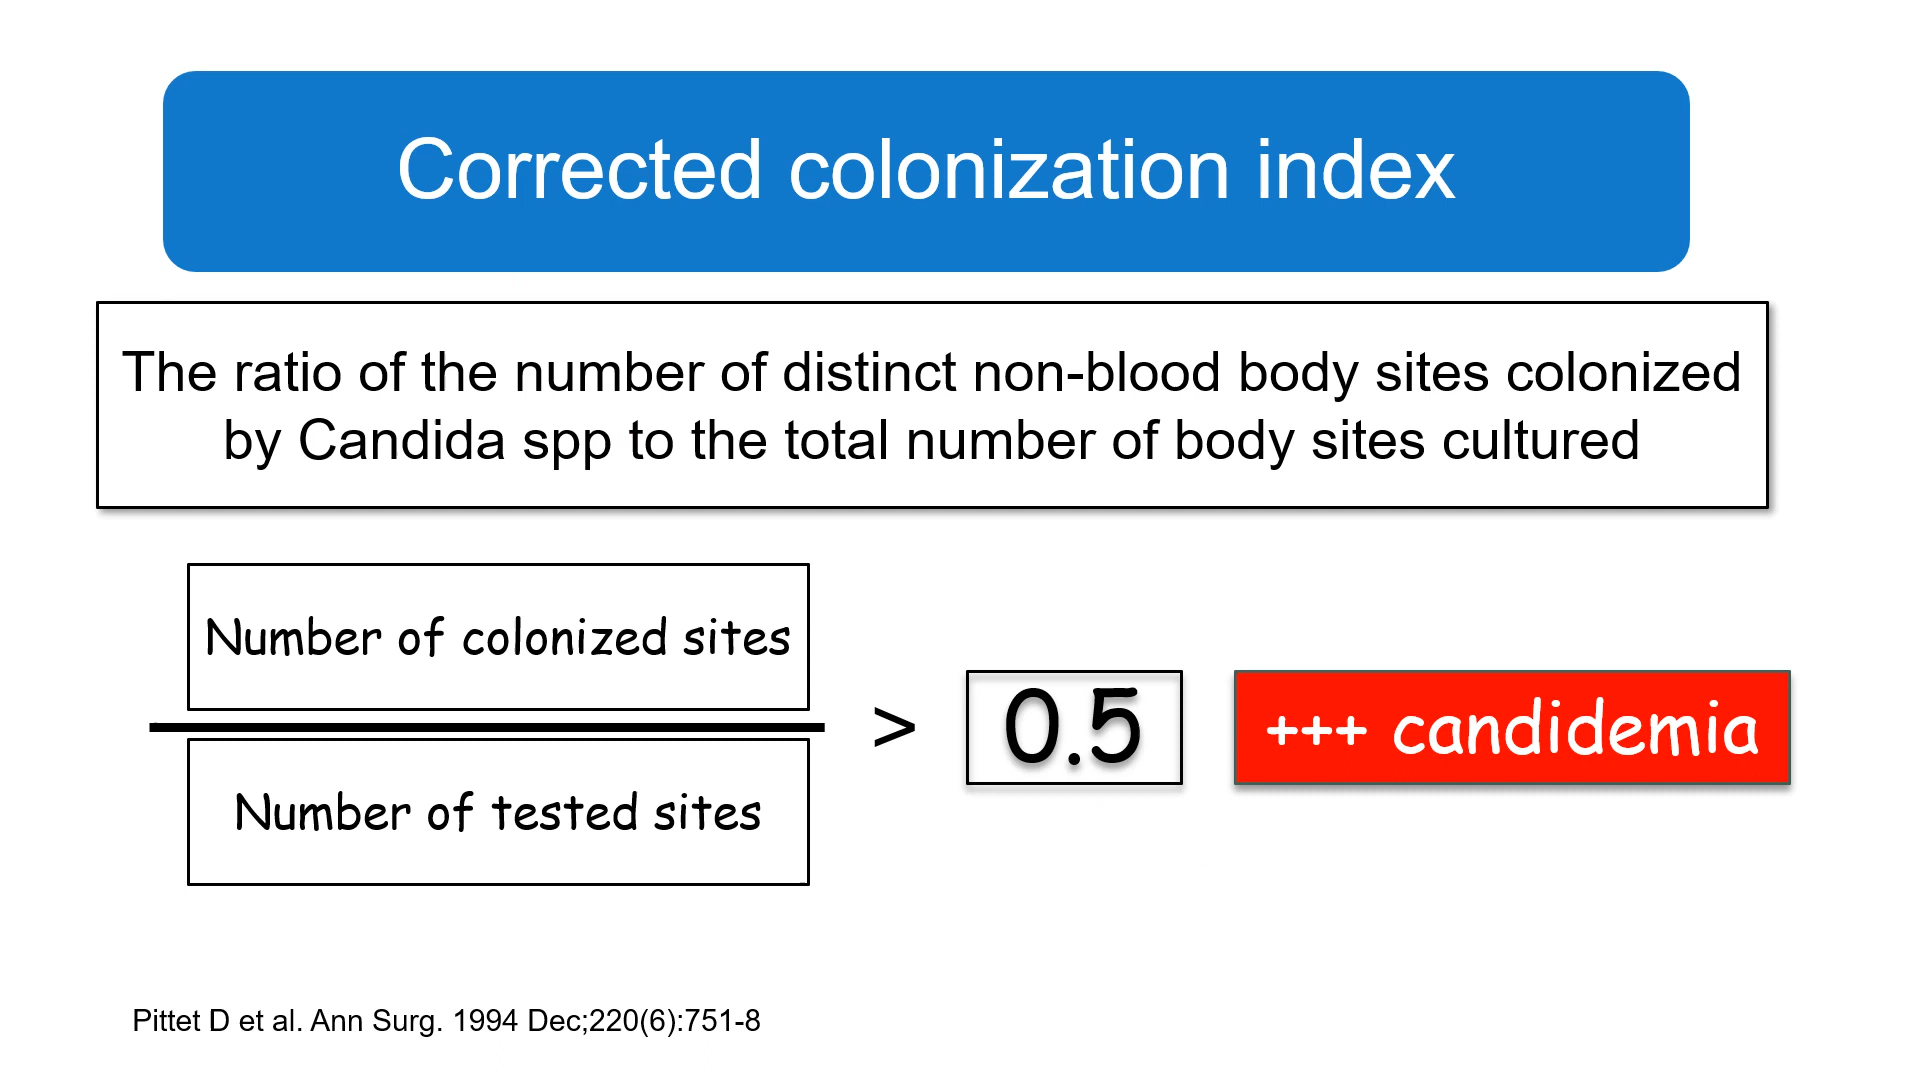 Corrected colonization index
The ratio of the number of distinct non-blood body sites colonized
by Candida spp to the total number of body sites cultured
Number of colonized sites
Number of tested sites
>
0.5
+++ candidemia
Pittet D et al. Ann Surg. 1994 Dec;220(6):751-8